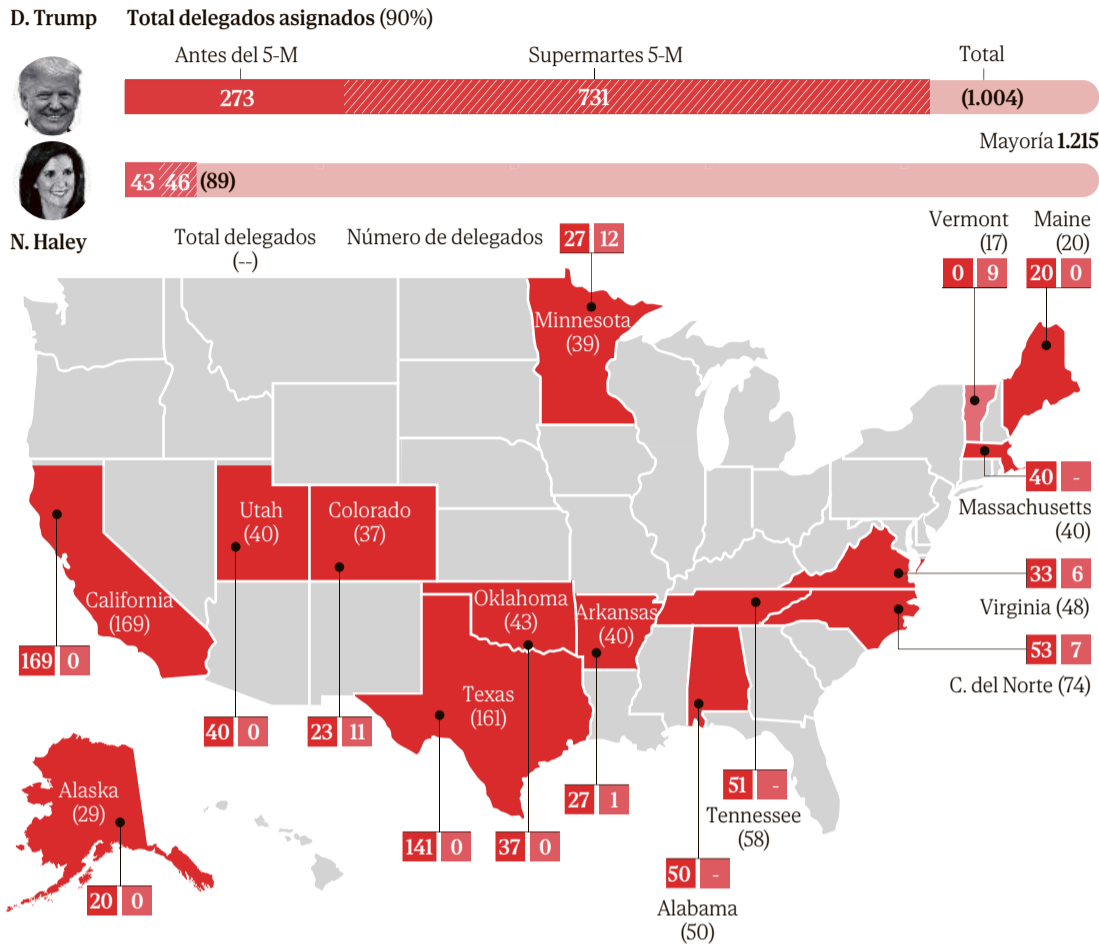 D. Trump
Total delegados asignados (90%)
Antes del 5-M
Supermartes 5-M
Total
273
731
(1.004)
Mayoría 1.215
43
46
(89)
N. Haley
Total delegados
(--)
Número de delegados
27 12
Vermont
(17)
0 9
Maine
(20)
20 0
Minnesota
(39)
40 -
Massachusetts
(40)
Utah
(40)
Colorado
(37)
33 6
Virginia (48)
California
(169)
Oklahoma
(43)
Arkansas
(40)
53 7
C. del Norte (74)
169 0
Texas
(161)
40 0
23 11
Alaska
(29)
27 1
51 -
Tennessee
(58)
141 0
37 0
50 -
Alabama
(50)
20 0